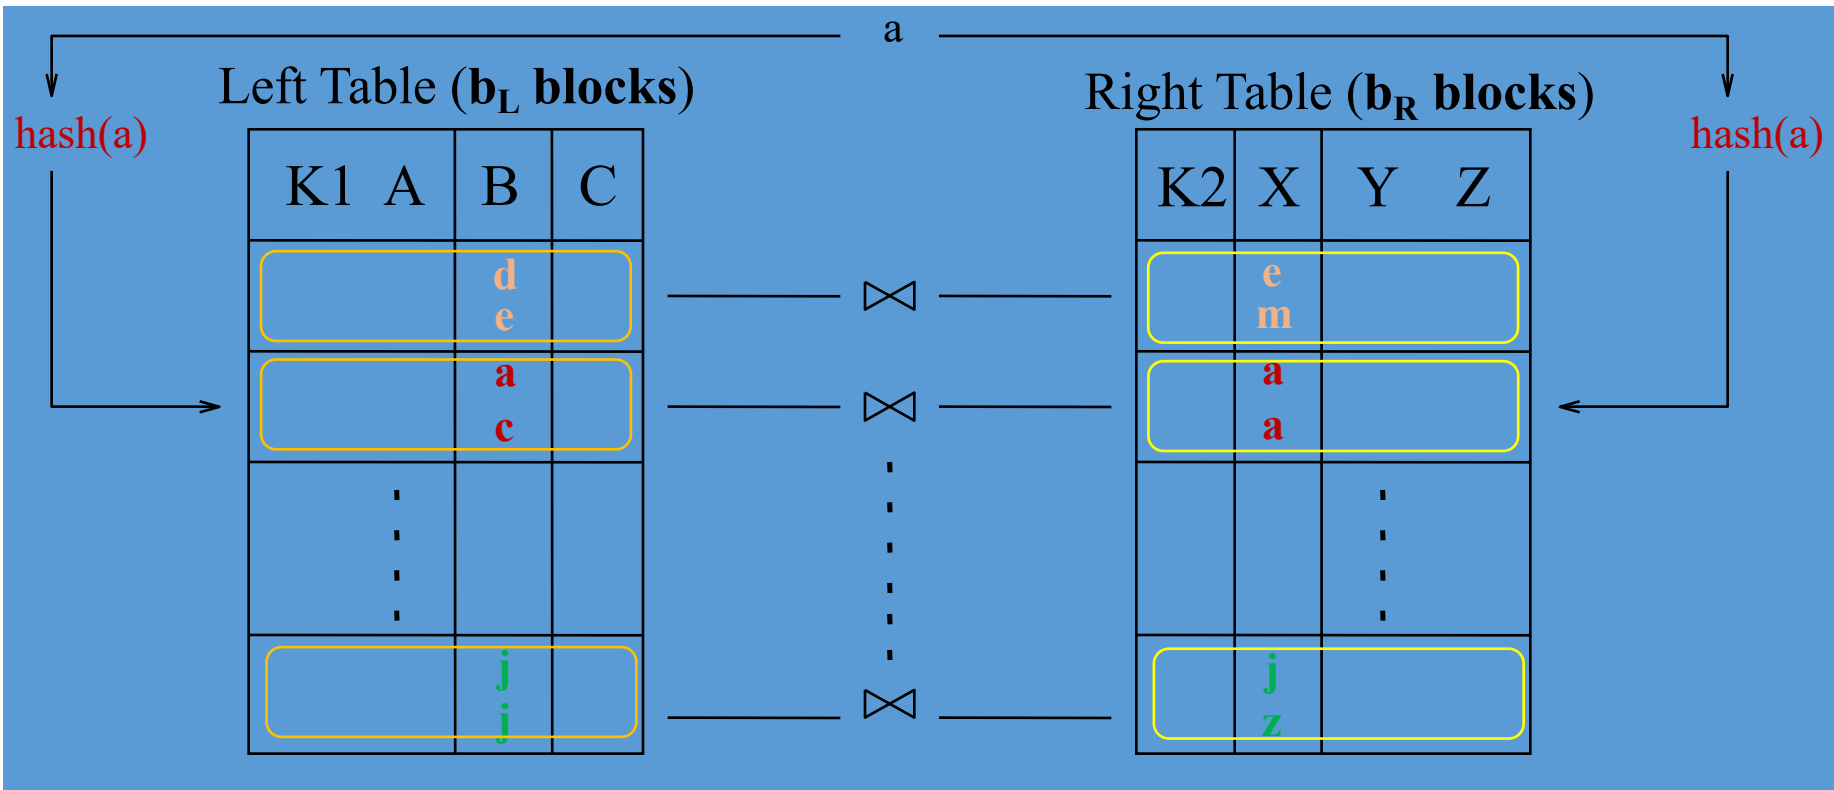 a
Left Table (bL blocks)
Right Table (bR blocks)
hash(a)
hash(a)
K1 A B C
K2 X Y Z
d
e
e
m
a
c
a
a
j
j
j
z